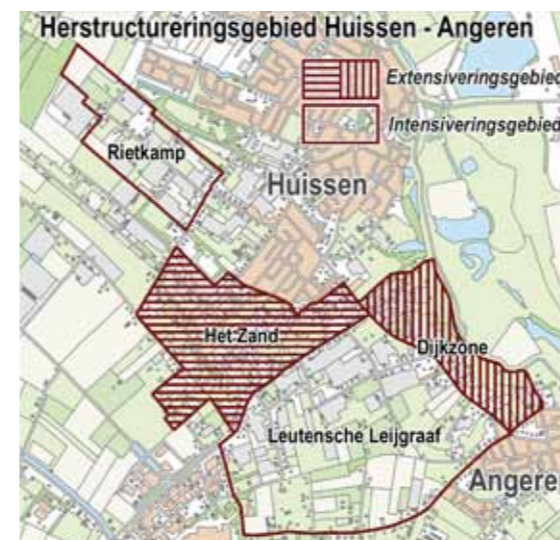 Herstructureringsgebied Huissen - Angeren
Extensiveringsgebied
Intensiveringsgebied
Rietkamp
Huissen
Het Zand
Dijkzone
Leutensche Leijgraaf
Angeren